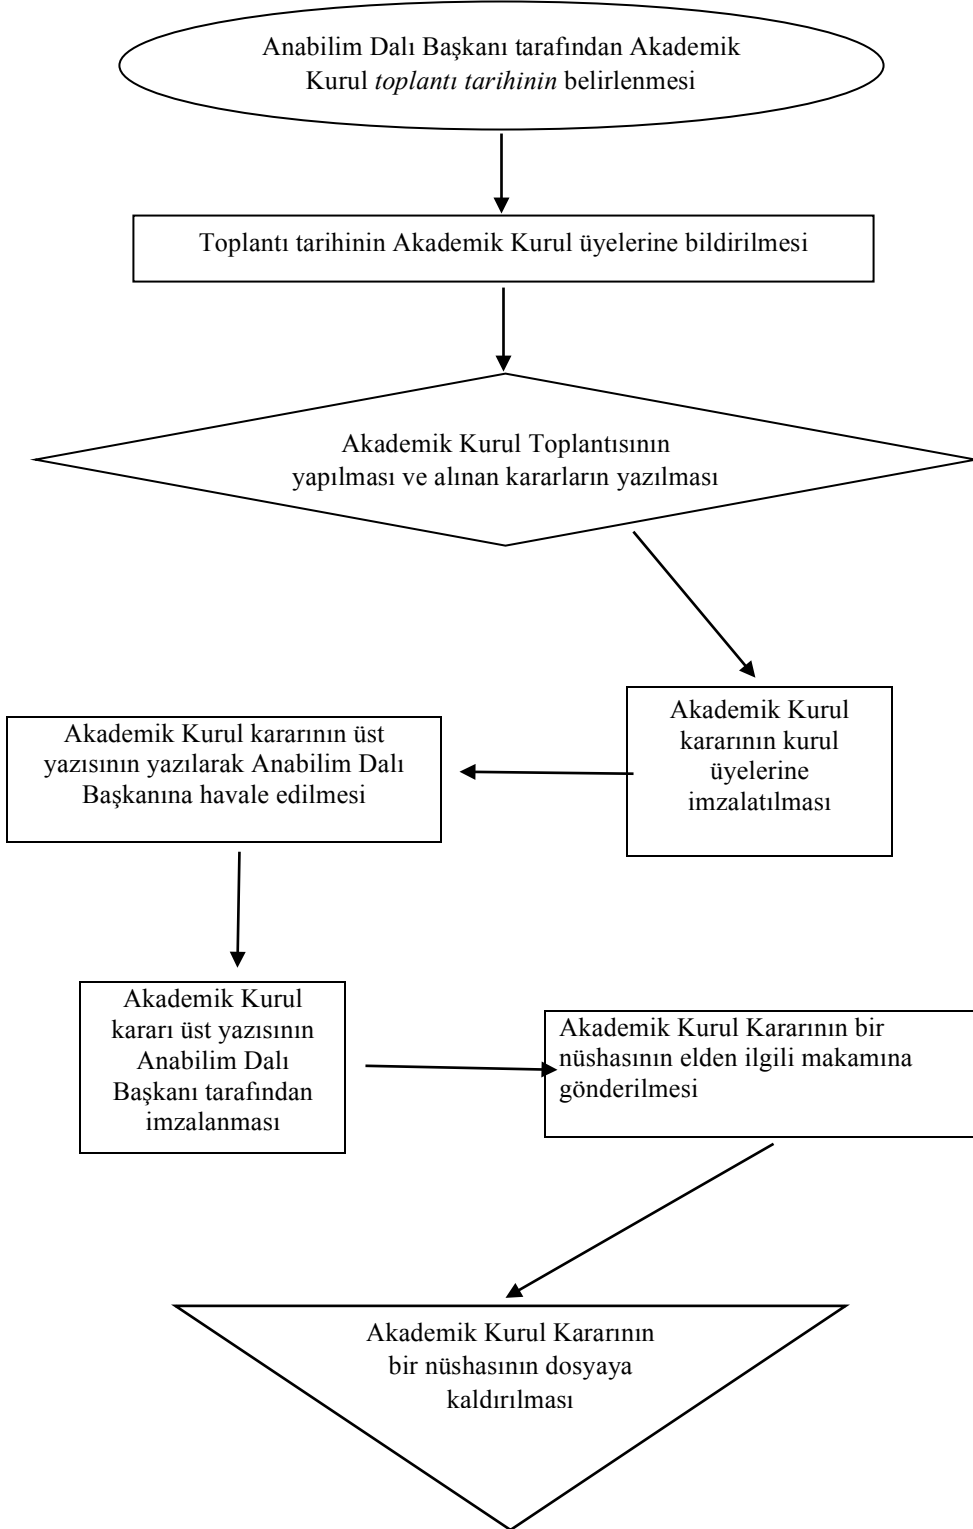 Anabilim Dalı Başkanı tarafından Akademik
Kurul toplantı tarihinin belirlenmesi
Toplantı tarihinin Akademik Kurul üyelerine bildirilmesi
Akademik Kurul Toplantısının
yapılması ve alınan kararların yazılması
Akademik Kurul
kararının kurul
üyelerine
imzalatılması
Akademik Kurul kararının üst
yazısının yazılarak Anabilim Dalı
Başkanına havale edilmesi
Akademik Kurul
kararı üst yazısının
Anabilim Dalı
Başkanı tarafından
imzalanması
Akademik Kurul Kararının bir
nüshasının elden ilgili makamına
gönderilmesi
Akademik Kurul Kararının
bir nüshasının dosyaya
kaldırılması